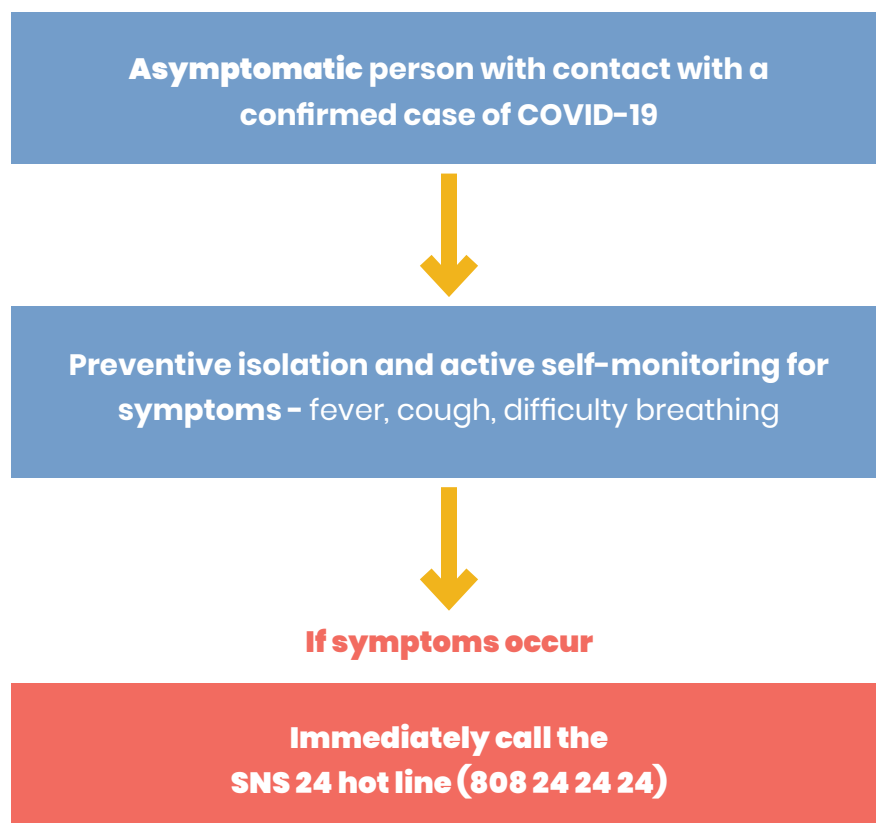 Asymptomatic person with contact with a
confirmed case of COVID-19
Preventive isolation and active self-monitoring for
symptoms - fever, cough, difficulty breathing
If symptoms occur
Immediately call the
SNS 24 hot line (808 24 24 24)